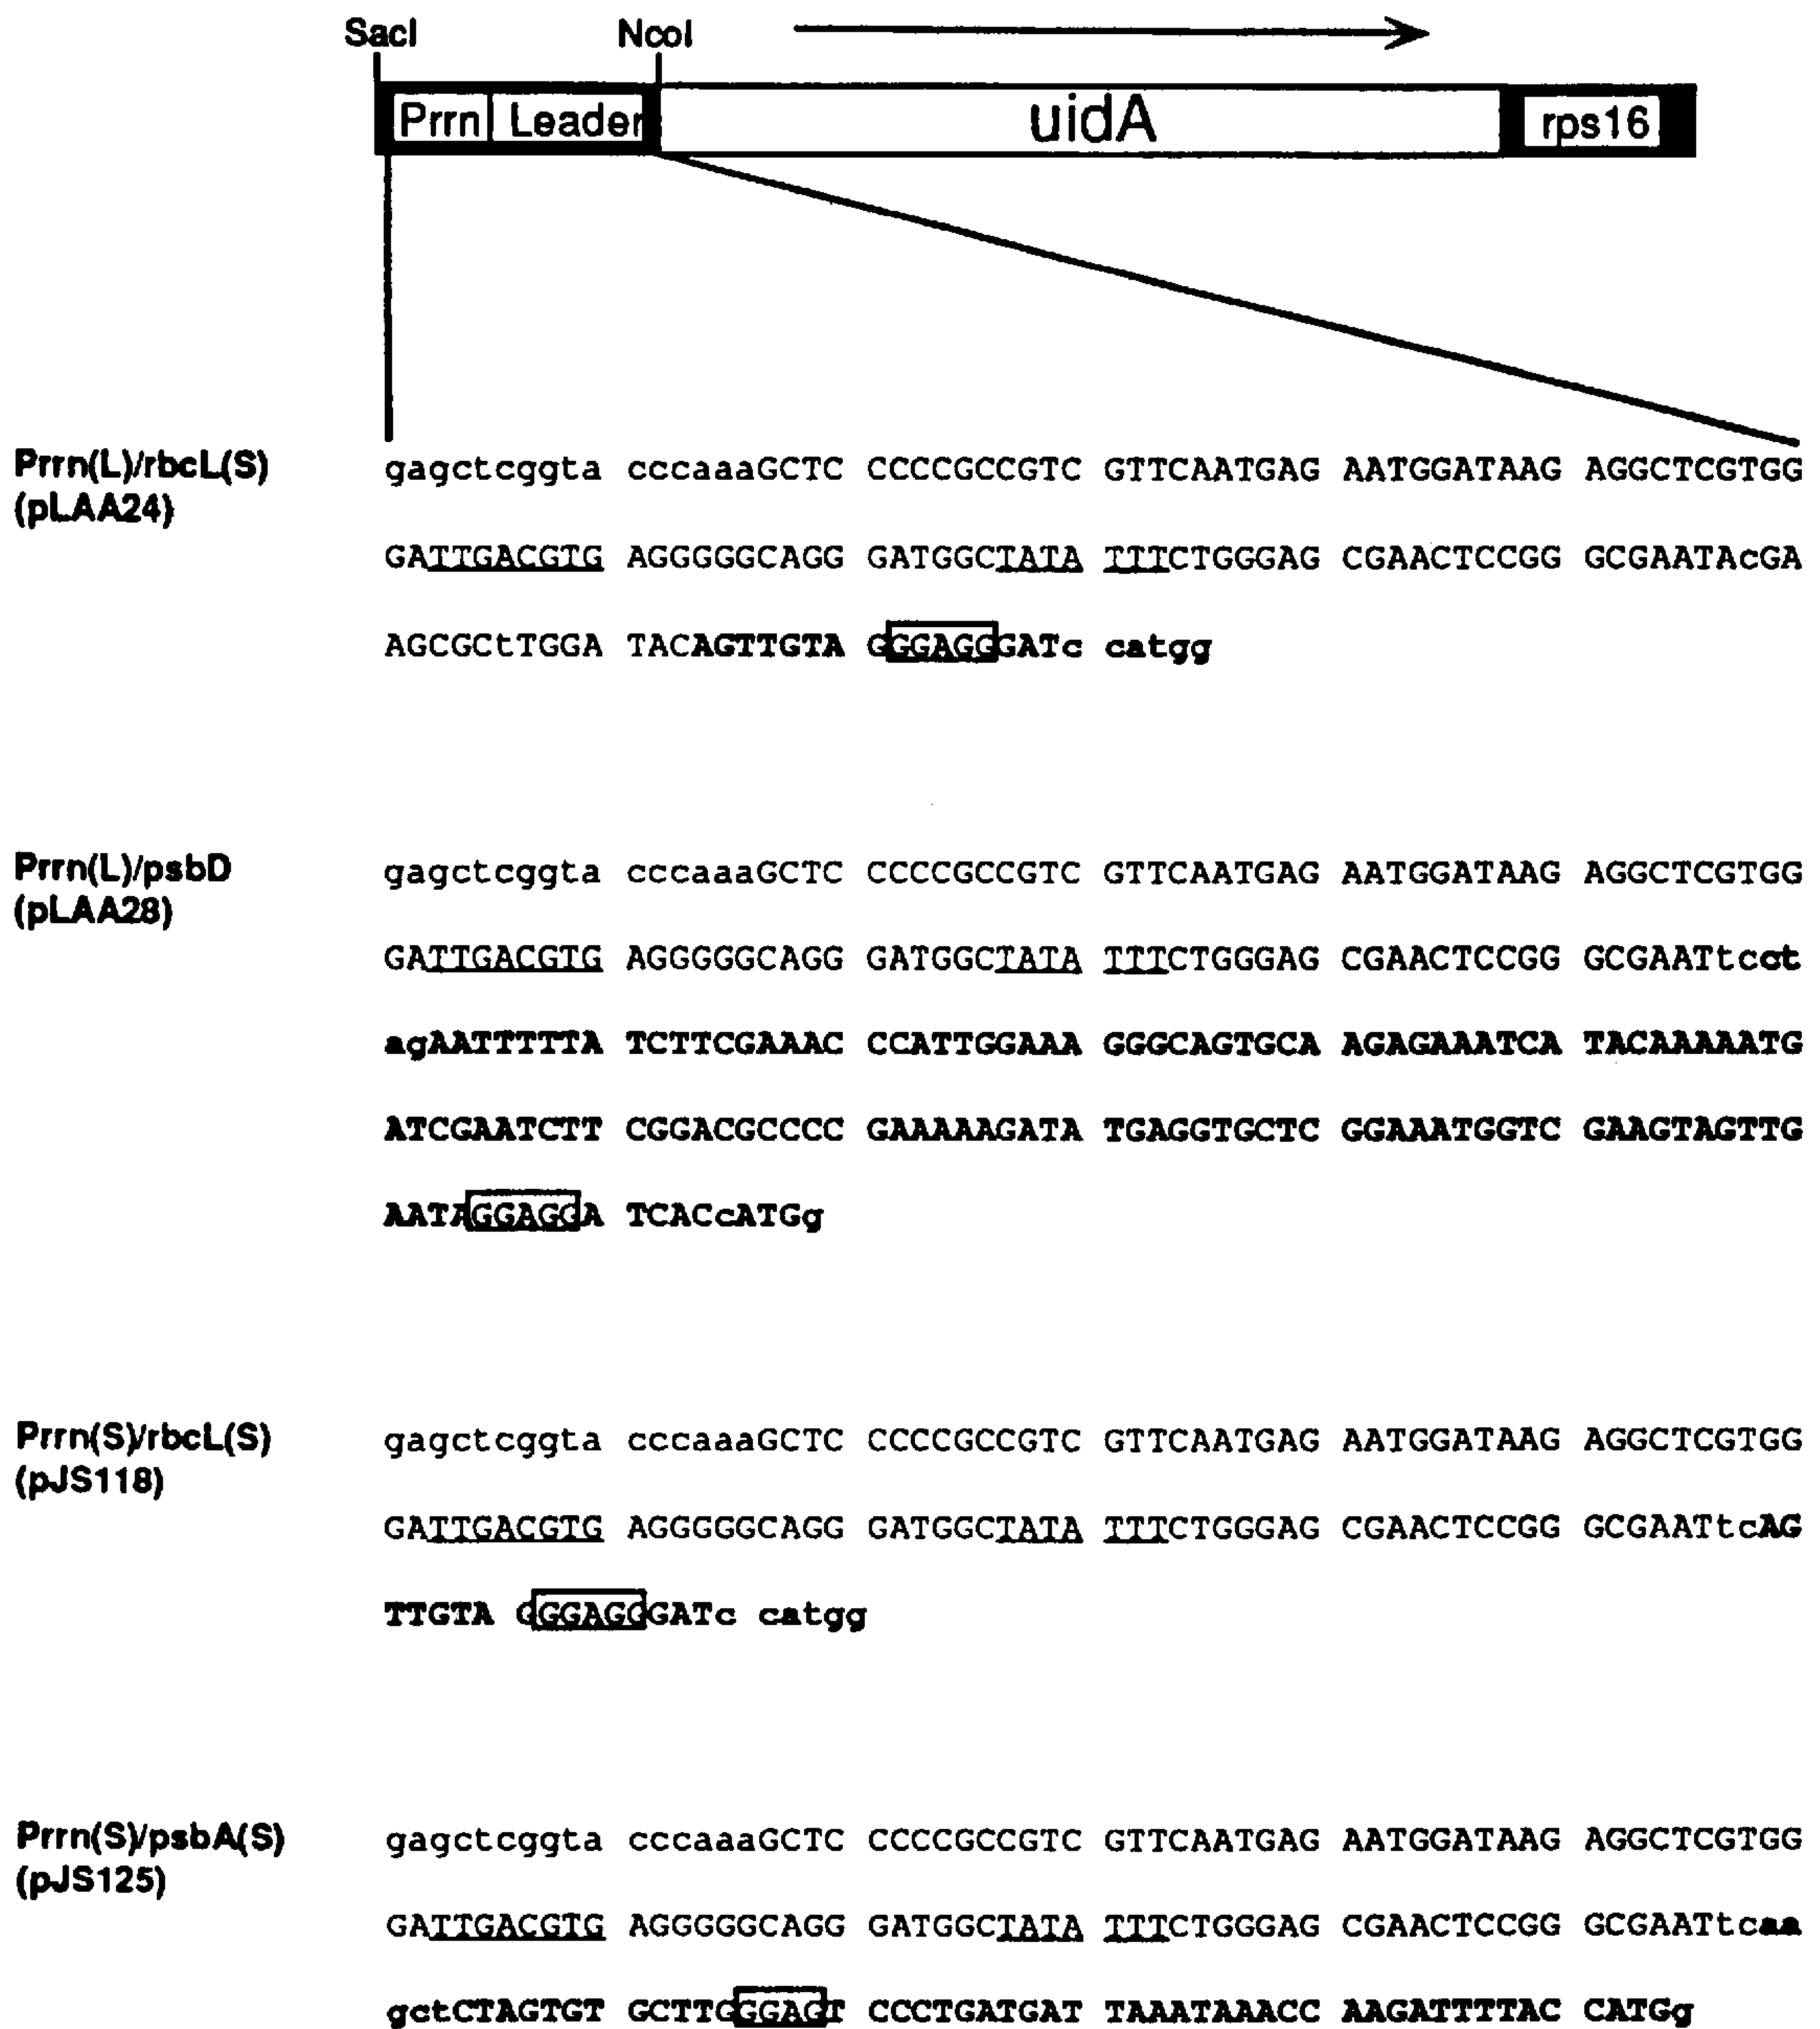 SacI NcoI
Prrn Leader uidA rps16
Prrn(L)/rbcL(S) gagctcggta cccaaaGCTC CCCCGCCGTC GTTCAATGAG AATGGATAAG AGGCTCGTGG
(pLAA24)
GATTGACGTG AGGGGGCAGG GATGGCTATA TTTCTGGGAG CGAACTCCGG GCGAATAcGA
AGCGCtTGGA TACAGTTGTA GGGAGGGATc catgg
Prrn(L)/psbD gagctcggta cccaaaGCTC CCCCGCCGTC GTTCAATGAG AATGGATAAG AGGCTCGTGG
(pLAA28)
GATTGACGTG AGGGGGCAGG GATGGCTATA TTTCTGGGAG CGAACTCCGG GCGAATtcct
agAATTTTTA TCTTCGAAAC CCATTGGAAA GGGCAGTGCA AGAGAAATCA TACAAAAATG
ATCGAATCTT CGGACGCCCC GAAAAAGATA TGAGGTGCTC GGAAATGGTC GAAGTAGTTG
AATAGGAGGA TCACcATGg
Prrn(S)/rbcL(S) gagctcggta cccaaaGCTC CCCCGCCGTC GTTCAATGAG AATGGATAAG AGGCTCGTGG
(pJS118)
GATTGACGTG AGGGGGCAGG GATGGCTATA TTTCTGGGAG CGAACTCCGG GCGAATtcAG
TTGTA GGGAGGGATc catgg
Prrn(S)/psbA(S) gagctcggta cccaaaGCTC CCCCGCCGTC GTTCAATGAG AATGGATAAG AGGCTCGTGG
(pJS125)
GATTGACGTG AGGGGGCAGG GATGGCTATA TTTCTGGGAG CGAACTCCGG GCGAATtcaa
gctCTAGTGT GCTTGGGAGT CCCTGATGAT TAAATAAACC AAGATTTTAC CATGg